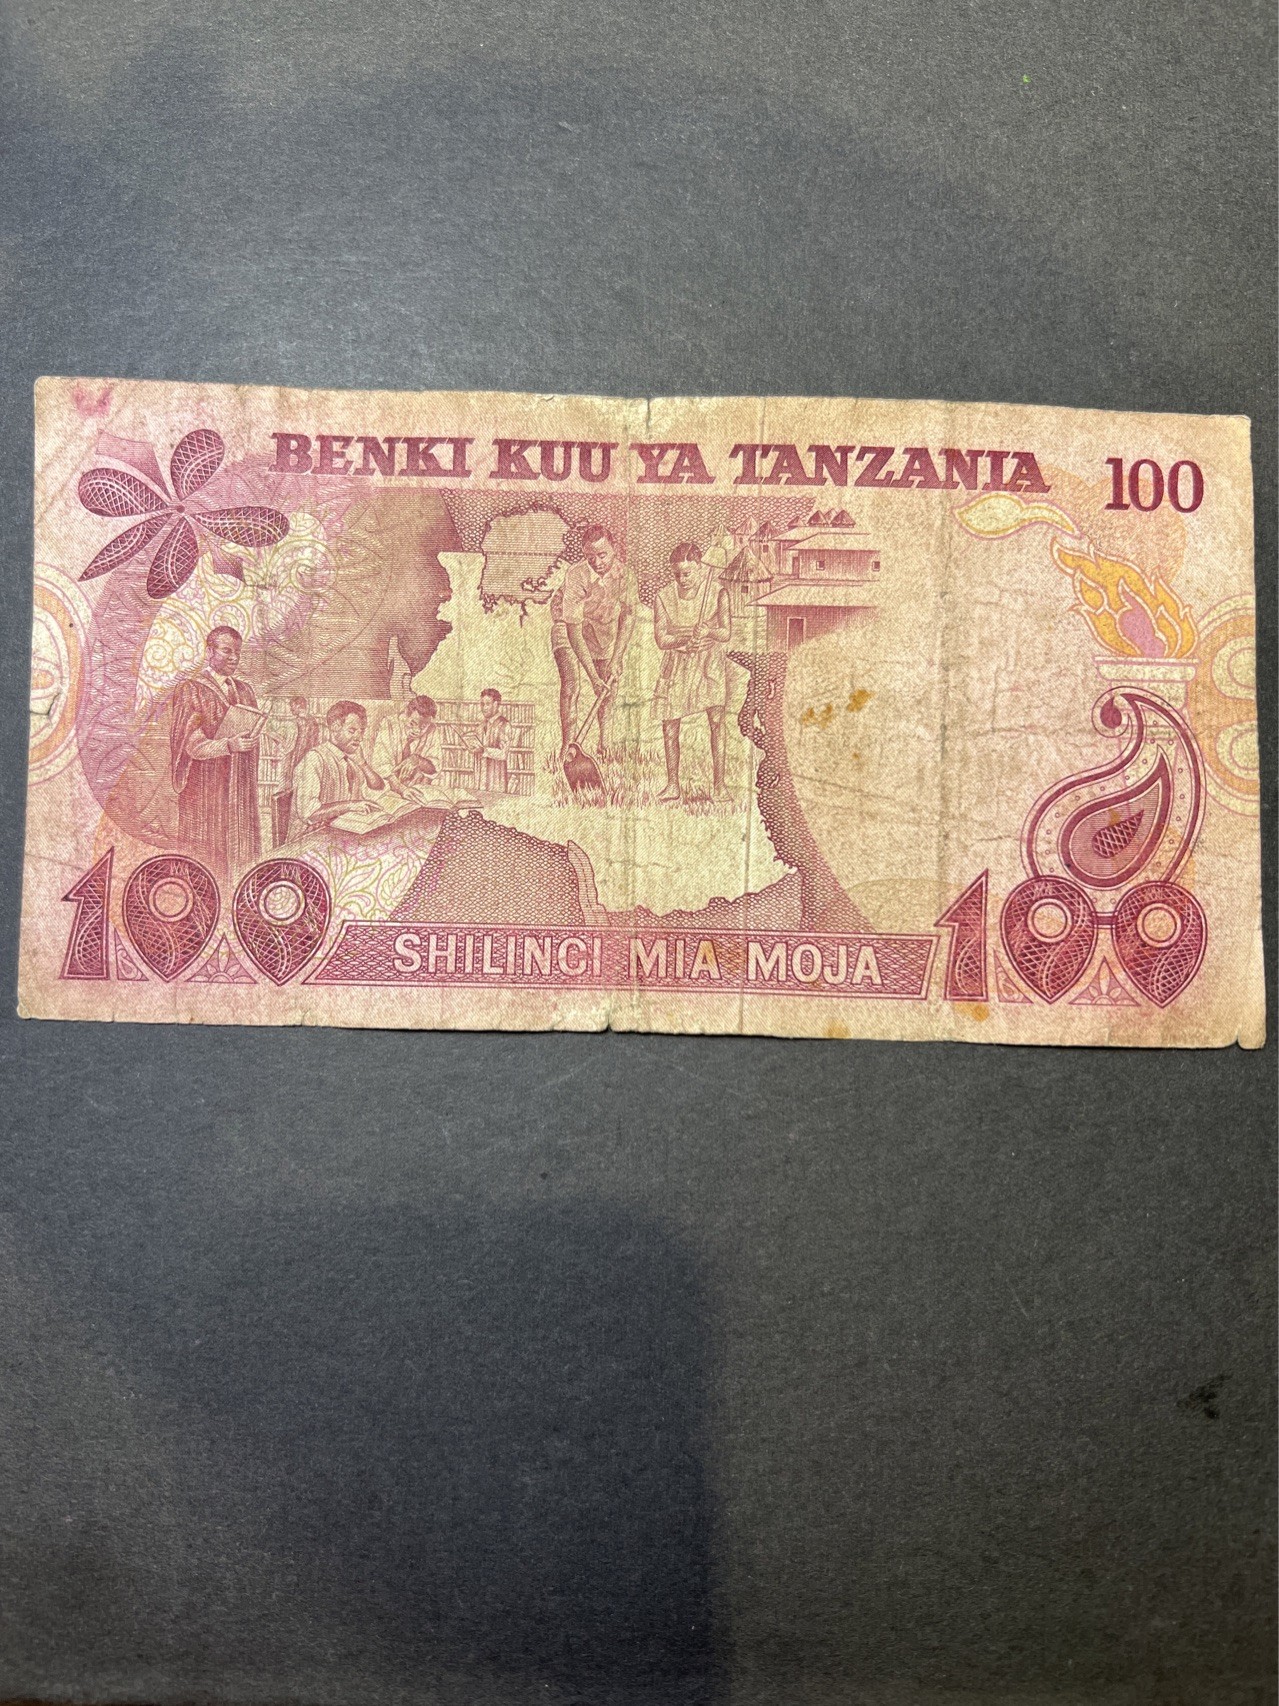 BENKI KUU YA TANZANIA 100
100 SHILINGI MIA MOJA 100